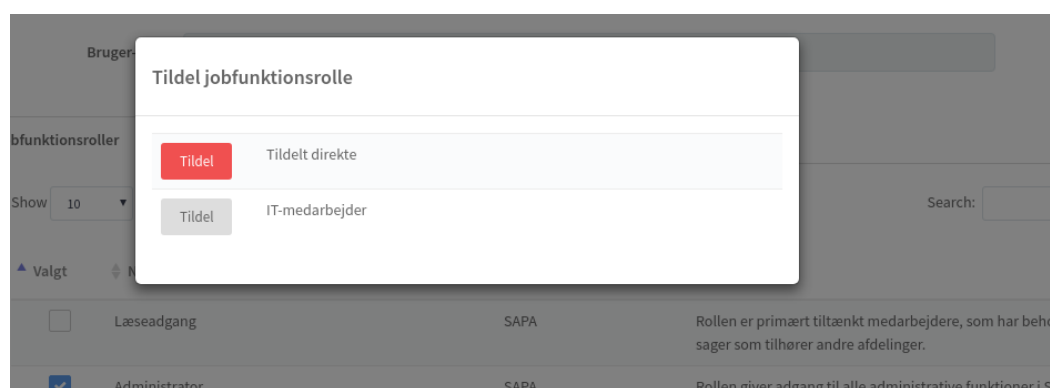 Bruger-
Tildel jobfunktionsrolle
bfunktionsroller
Tildel Tildelt direkte
Show 10 Search:
Tildel IT-medarbejder
Valgt N
Læseadgang SAPA Rollen er primært tiltænkt medarbejdere, som har beho
sager som tilhører andre afdelinger.
Administrator SAPA Rollen giver adgang til alle administrative funktioner i S